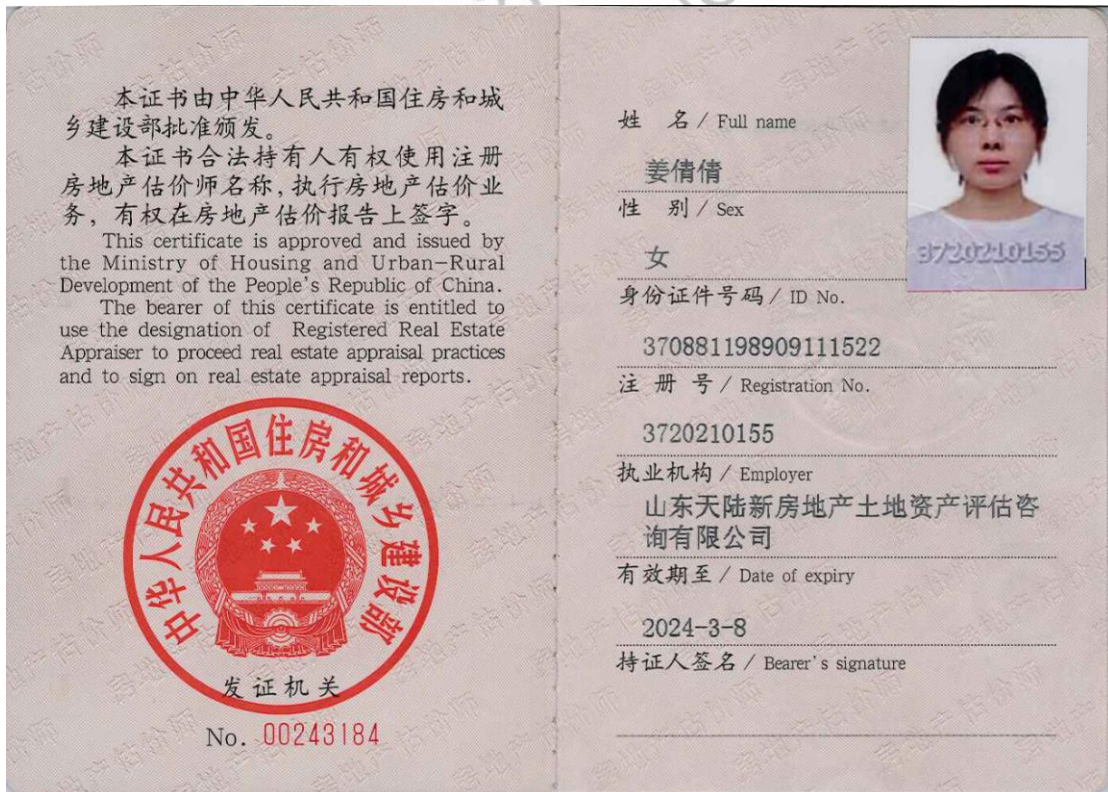 本证书由中华人民共和国住房和城
乡建设部批准颁发。
本证书合法持有人有权使用注册
房地产估价师名称,执行房地产估价业
务,有权在房地产估价报告上签字。
This certificate is approved and issued by
the Ministry of Housing and Urban-Rural
Development of the People's Republic of China.
The bearer of this certificate is entitled to
use the designation of Registered Real Estate
Appraiser to proceed real estate appraisal practices
and to sign on real estate appraisal reports.
中华人民共和国住房和城乡建设部
发证机关
No. 00243184
姓 名 / Full name
姜倩倩
性 别 / Sex
女
身份证件号码 / ID No.
370881198909111522
注 册 号 / Registration No.
3720210155
执业机构 / Employer
山东天陆新房地产土地资产评估咨
询有限公司
有效期至 / Date of expiry
2024-3-8
持证人签名 / Bearer's signature
3720210155